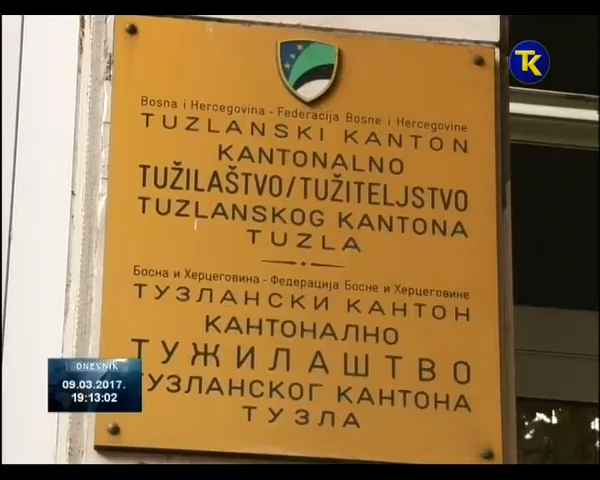 TK
Bosna i Hercegovina - Federacija Bosne i Hercegovine
TUZLANSKI KANTON
KANTONALNO
TUŽILAŠTVO/TUŽITELJSTVO
TUZLANSKOG KANTONA
TUZLA
Босна и Херцеговина - Федерација Босне и Херцеговине
ТУЗЛАНСКИ КАНТОН
КАНТОНАЛНО
ТУЖИЛАШТВО
ТУЗЛАНСКОГ КАНТОНА
ТУЗЛА
DNEVNIK
09.03.2017.
19:13:02